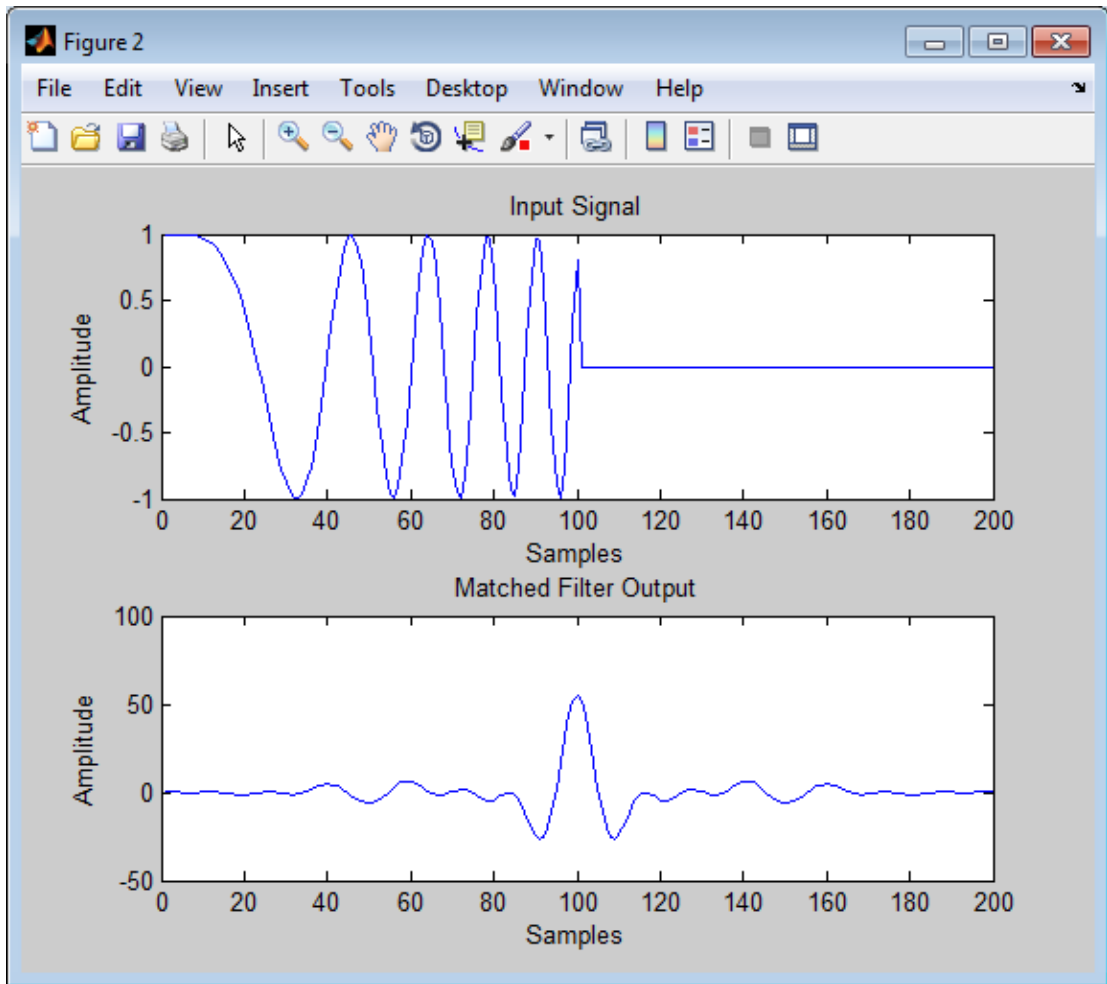 Figure 2
File Edit View Insert Tools Desktop Window Help
Input Signal
1
0.5
0
-0.5
-1
Amplitude
0 20 40 60 80 100 120 140 160 180 200
Samples
Matched Filter Output
100
50
0
-50
Amplitude
0 20 40 60 80 100 120 140 160 180 200
Samples